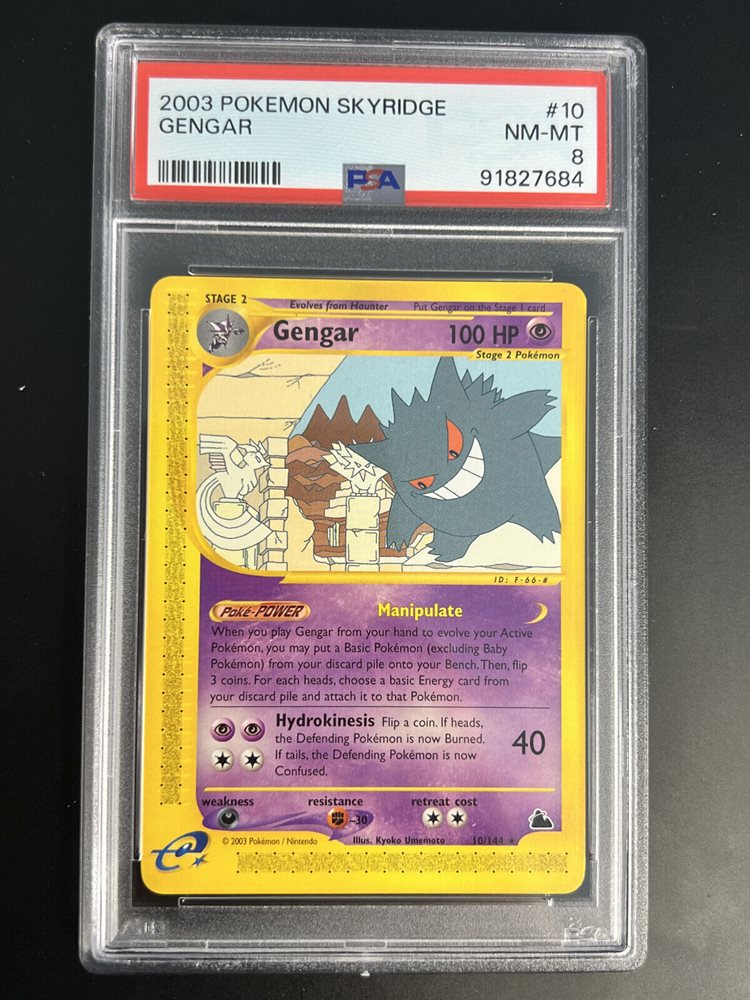 2003 POKEMON SKYRIDGE #10
GENGAR NM-MT
8
PSA 91827684
STAGE 2
Evolves from Haunter Put Gengar on the Stage 1 card
Gengar 100 HP
Stage 2 Pokémon
ID: F-66-#
Poké-POWER Manipulate
When you play Gengar from your hand to evolve your Active
Pokémon, you may put a Basic Pokémon (excluding Baby
Pokémon) from your discard pile onto your Bench. Then, flip
3 coins. For each heads, choose a basic Energy card from
your discard pile and attach it to that Pokémon.
Hydrokinesis Flip a coin. If heads,
the Defending Pokémon is now Burned.
If tails, the Defending Pokémon is now
Confused.
40
weakness resistance retreat cost
-30
© 2003 Pokémon / Nintendo Illus. Kyoko Umemoto 10/144 ★
e